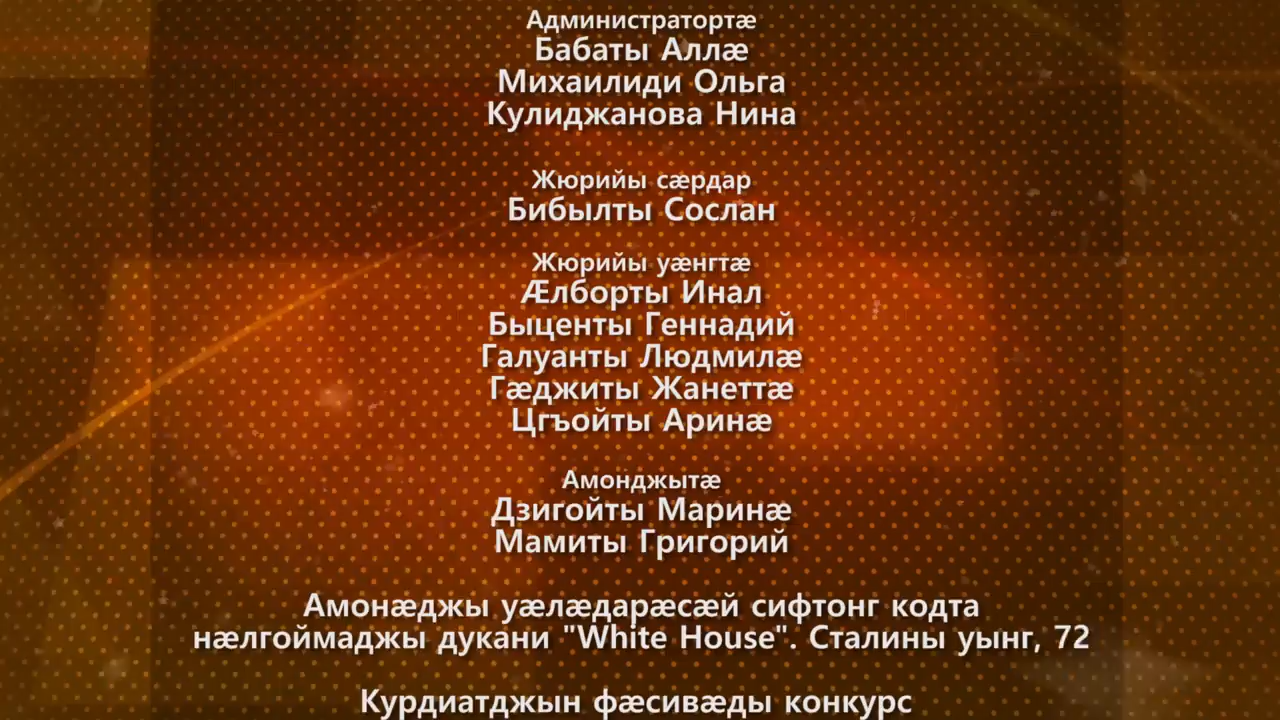 Администратортæ
Бабаты Аллæ
Михаилиди Ольга
Кулиджанова Нина
Жюрийы сæрдар
Бибылты Сослан
Жюрийы уæнгтæ
Æлборты Инал
Быценты Геннадий
Галуанты Людмилæ
Гæджиты Жанеттæ
Цгъойты Аринæ
Амонджытæ
Дзигойты Маринæ
Мамиты Григорий
Амонæджы уæлæдарæсæй сифтонг кодта
нæлгоймаджы дукани "White House". Сталины уынг, 72
Курдиатджын фæсивæды конкурс